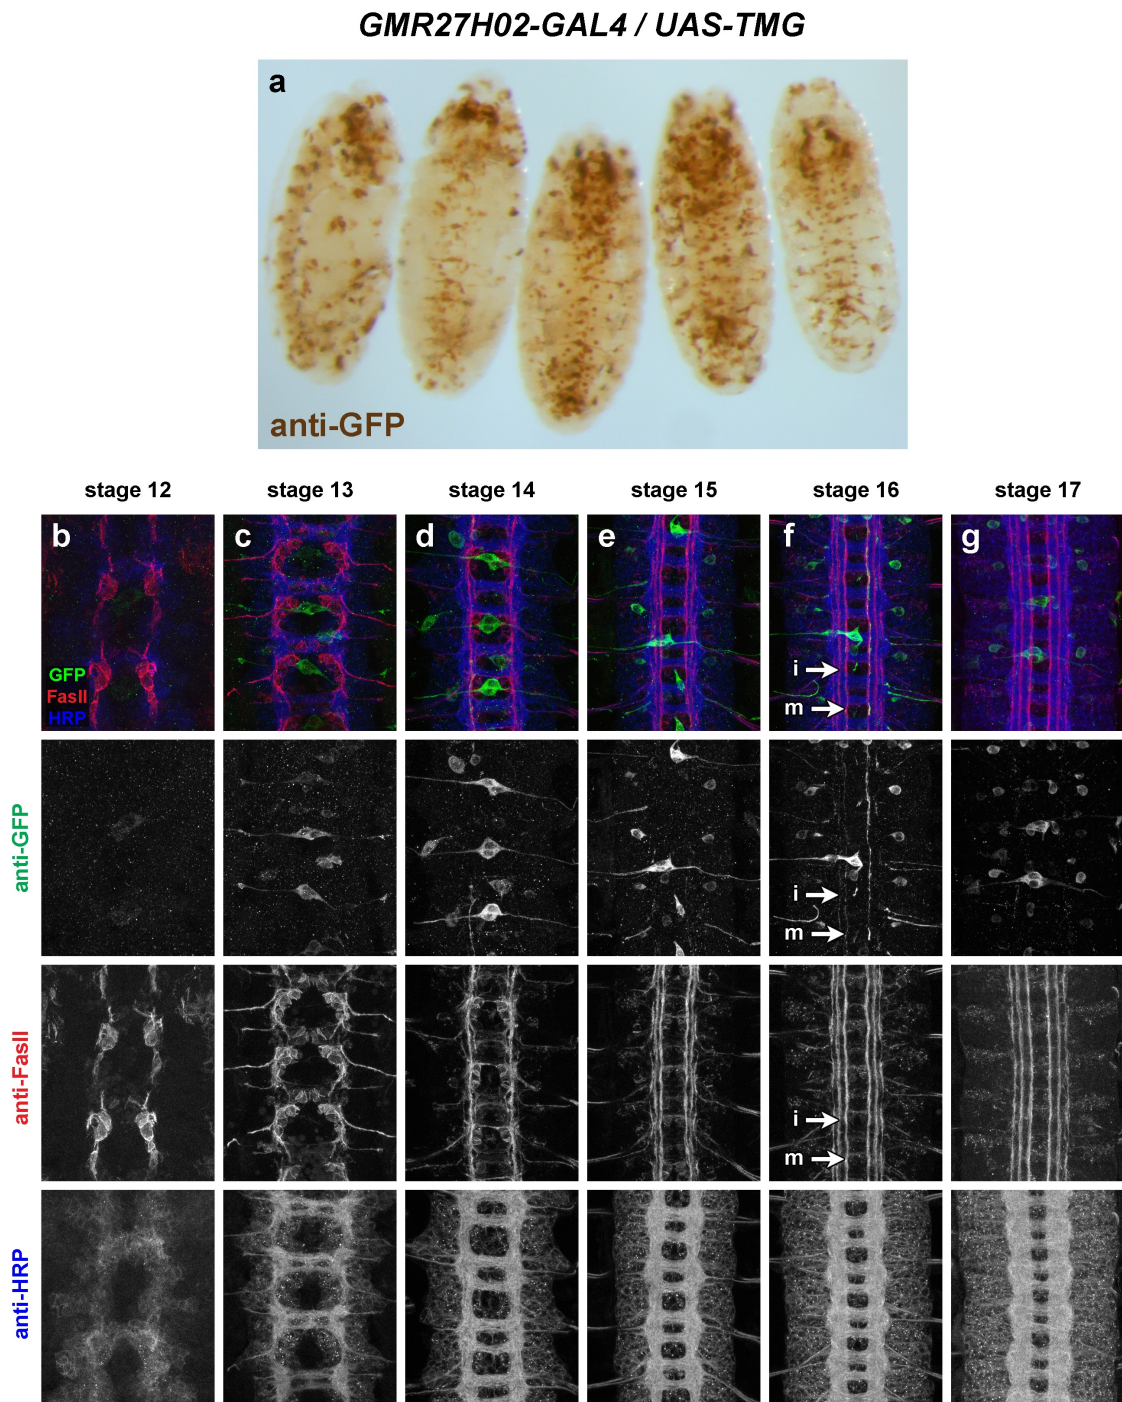 GMR27H02-GAL4 / UAS-TMG
a
anti-GFP
stage 12
stage 13
stage 14
stage 15
stage 16
stage 17
b
c
d
e
f
g
GFP
FasII
HRP
i
m
anti-GFP
i
m
anti-FasII
i
m
anti-HRP